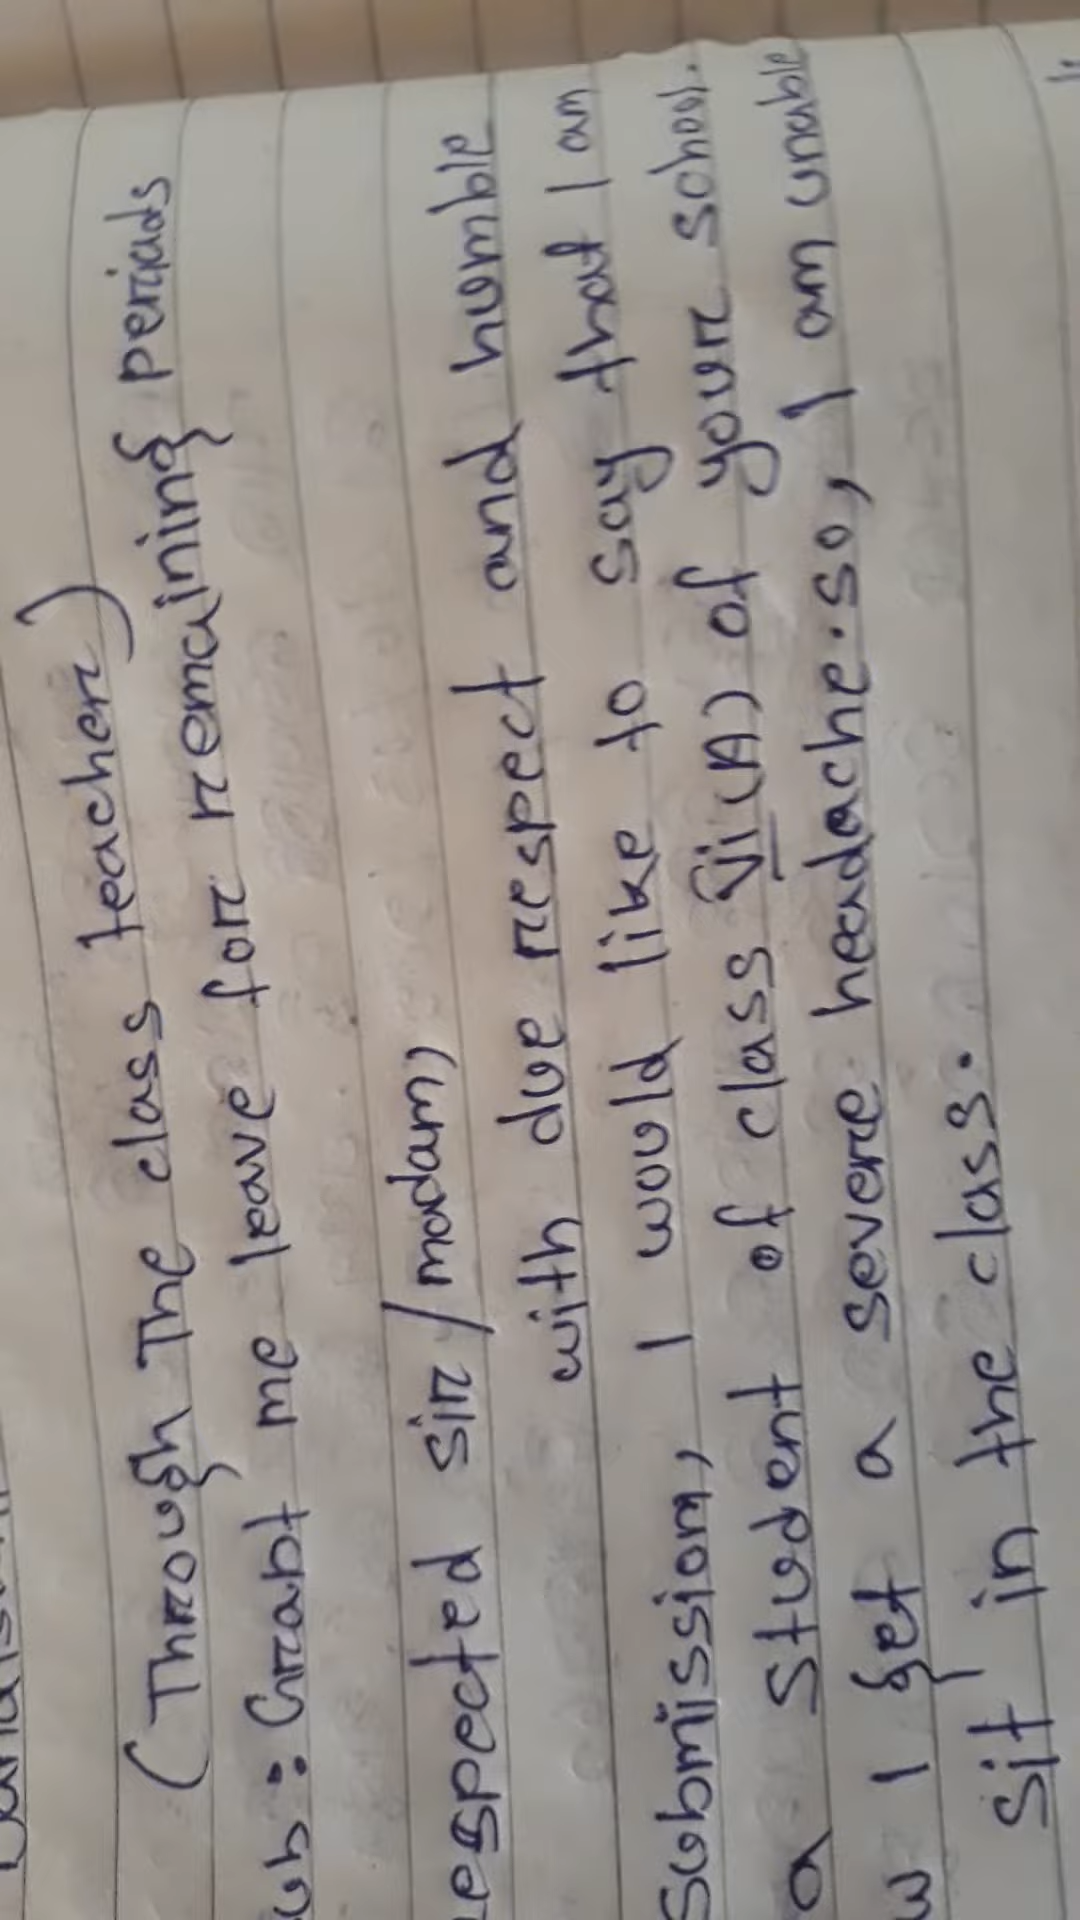 (Through The class teacher)
ub: Grant me leave for remaining periods
espected sir/madam,
with due respect and humble
Submission, I would like to say that I am
a student of class VI(A) of your school.
w I get a severe headache.so, I am unable
sit in the class.